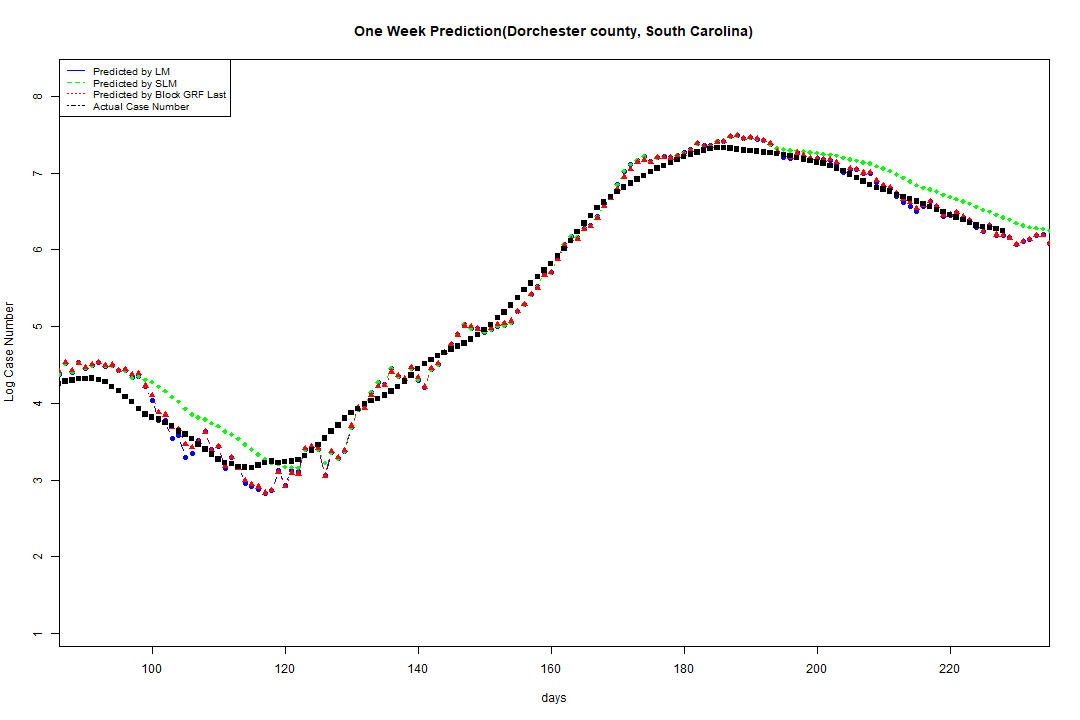 One Week Prediction(Dorchester county, South Carolina)
Predicted by LM
Predicted by SLM
Predicted by Block GRF Last
Actual Case Number
8
7
6
5
4
3
2
1
Log Case Number
100 120 140 160 180 200 220
days